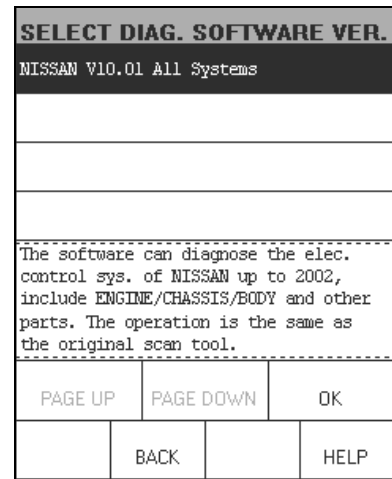 SELECT DIAG. SOFTWARE VER.
NISSAN V10.01 All Systems
The software can diagnose the elec.
control sys. of NISSAN up to 2002,
include ENGINE/CHASSIS/BODY and other
parts. The operation is the same as
the original scan tool.
PAGE UP PAGE DOWN OK
BACK HELP